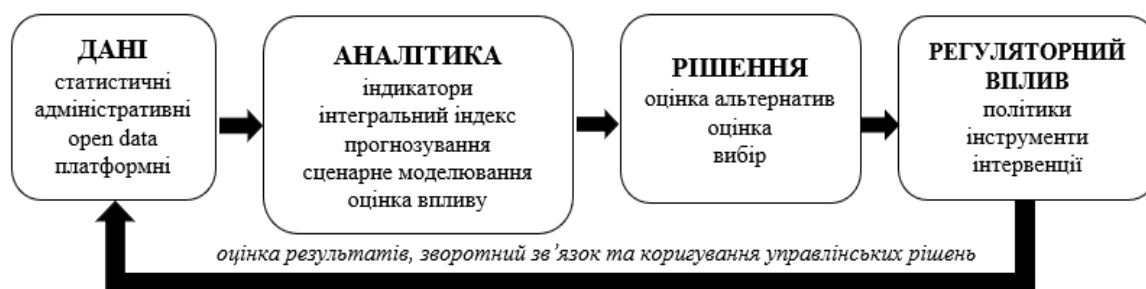 ДАНІ
статистичні
адміністративні
open data
платформні
АНАЛІТИКА
індикатори
інтегральний індекс
прогнозування
сценарне моделювання
оцінка впливу
РІШЕННЯ
оцінка альтернатив
оцінка
вибір
РЕГУЛЯТОРНИЙ
ВПЛИВ
політики
інструменти
інтервенції
оцінка результатів, зворотний зв’язок та коригування управлінських рішень